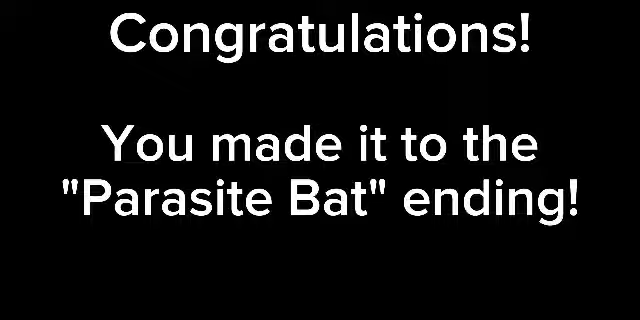 Congratulations!
You made it to the
"Parasite Bat" ending!